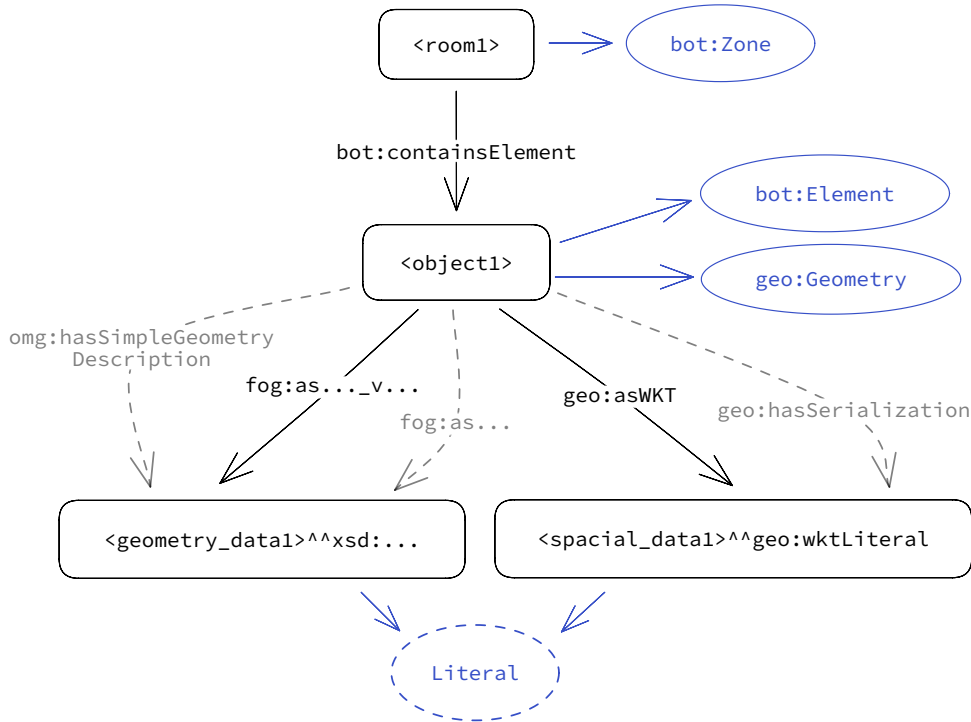 <room1>
bot:Zone
bot:containsElement
bot:Element
<object1>
geo:Geometry
omg:hasSimpleGeometry
Description
fog:as..._v...
geo:asWKT
fog:as...
geo:hasSerialization
<geometry_data1>^^xsd:...
<spacial_data1>^^geo:wktLiteral
Literal